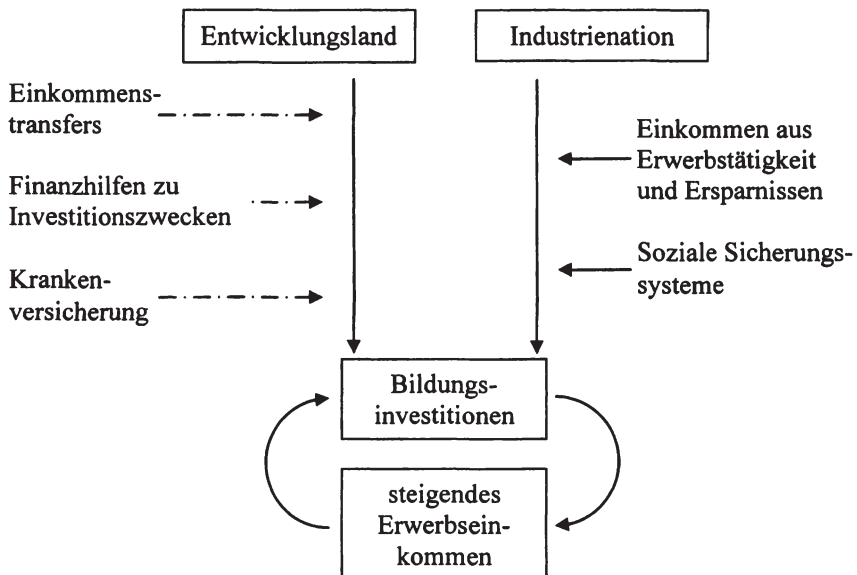 Entwicklungsland
Industrienation
Einkommens-
transfers
Finanzhilfen zu
Investitionszwecken
Kranken-
versicherung
Einkommen aus
Erwerbstätigkeit
und Ersparnissen
Soziale Sicherungs-
systeme
Bildungs-
investitionen
steigendes
Erwerbsein-
kommen